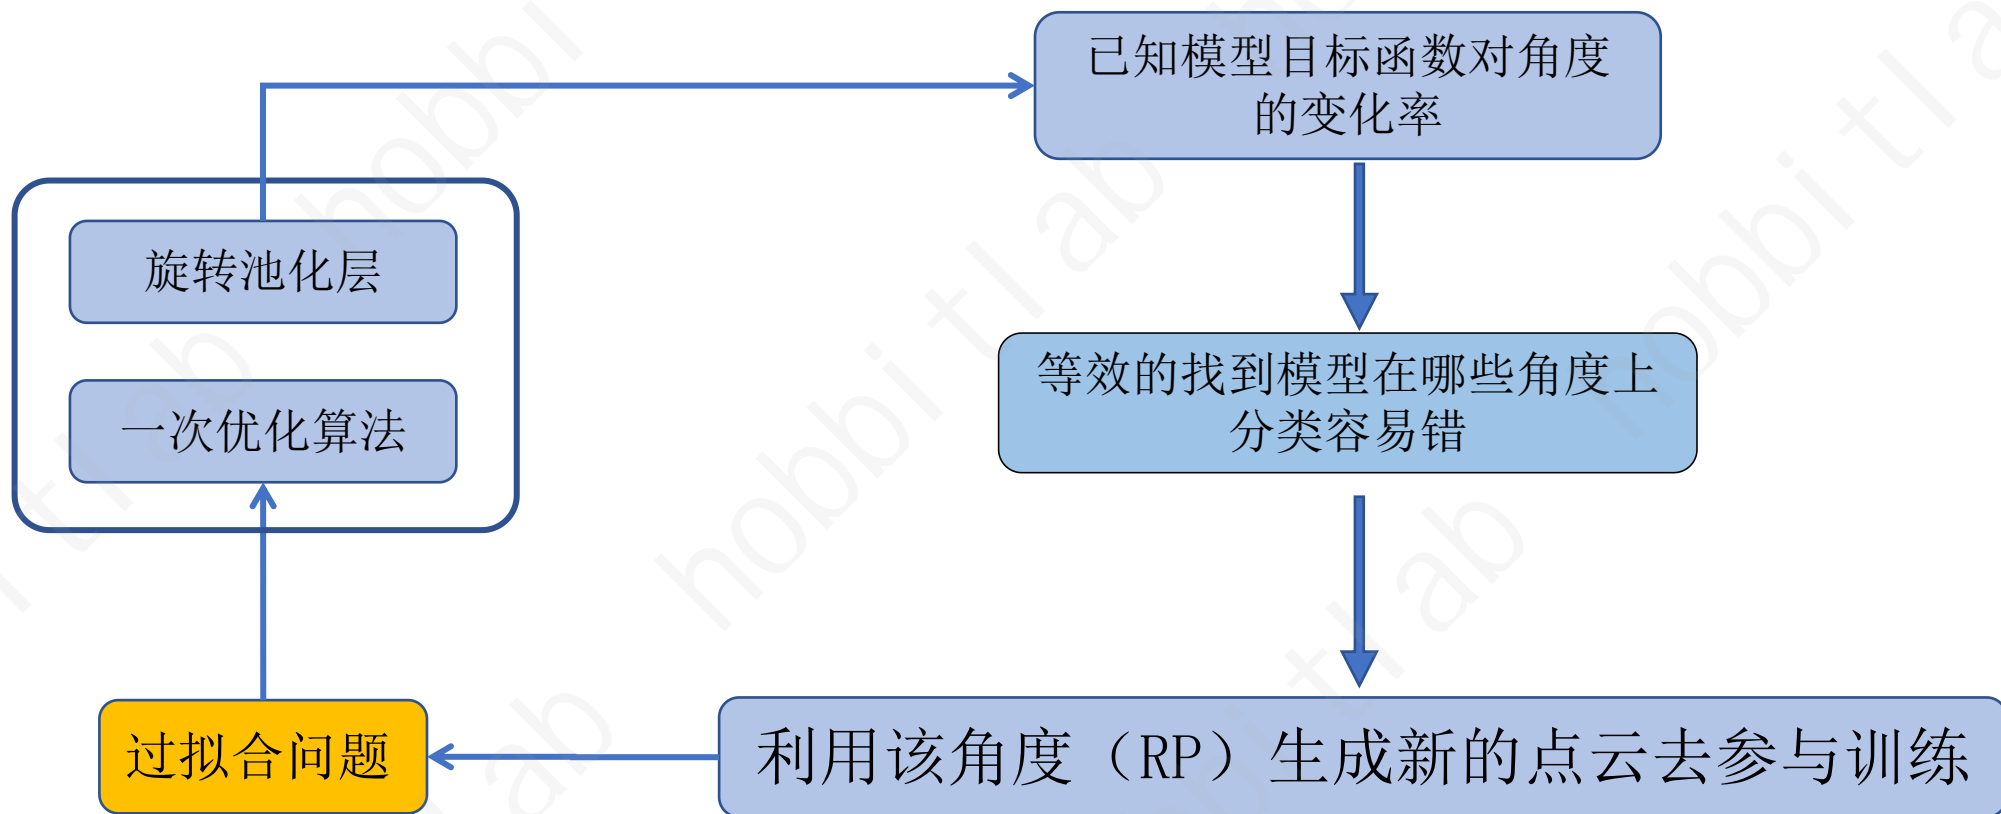 已知模型目标函数对角度
的变化率
旋转池化层
一次优化算法
等效的找到模型在哪些角度上
分类容易错
过拟合问题
利用该角度（RP）生成新的点云去参与训练
hobbitlab
hobbitlab
hobbitlab